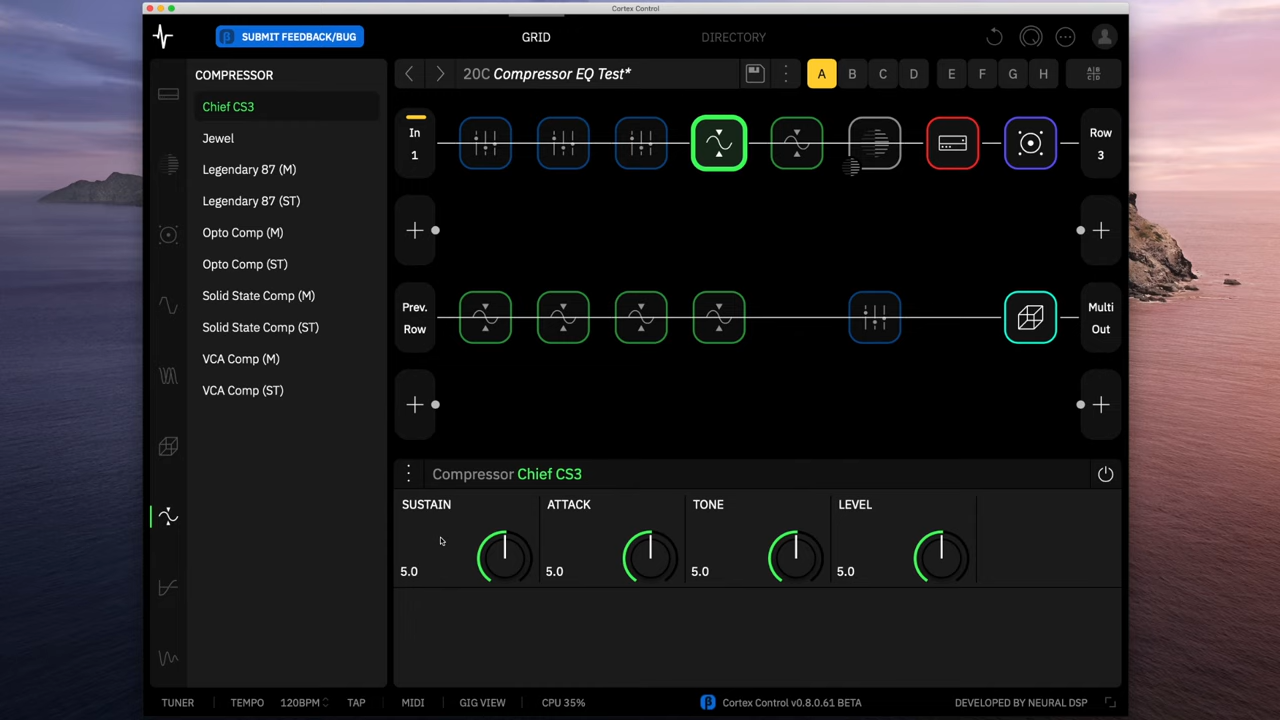 Cortex Control
SUBMIT FEEDBACK/BUG
GRID
DIRECTORY
COMPRESSOR
Chief CS3
Jewel
Legendary 87 (M)
Legendary 87 (ST)
Opto Comp (M)
Opto Comp (ST)
Solid State Comp (M)
Solid State Comp (ST)
VCA Comp (M)
VCA Comp (ST)
20C Compressor EQ Test*
A B C D E F G H
A B
C D
In
1
Row
3
Prev.
Row
Multi
Out
Compressor Chief CS3
SUSTAIN
5.0
ATTACK
5.0
TONE
5.0
LEVEL
5.0
TUNER TEMPO 120BPM TAP MIDI GIG VIEW CPU 35% Cortex Control v0.8.0.61 BETA DEVELOPED BY NEURAL DSP